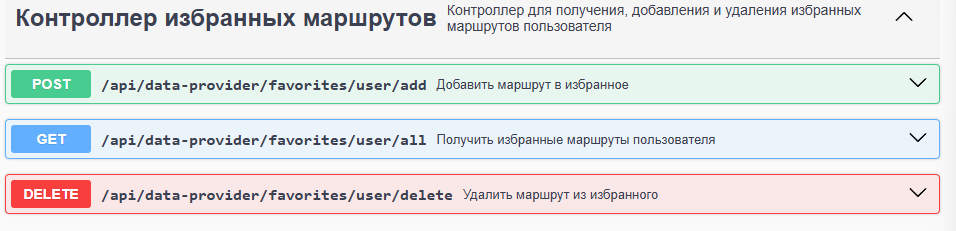 Контроллер избранных маршрутов
Контроллер для получения, добавления и удаления избранных
маршрутов пользователя
POST /api/data-provider/favorites/user/add Добавить маршрут в избранное
GET /api/data-provider/favorites/user/all Получить избранные маршруты пользователя
DELETE /api/data-provider/favorites/user/delete Удалить маршрут из избранного